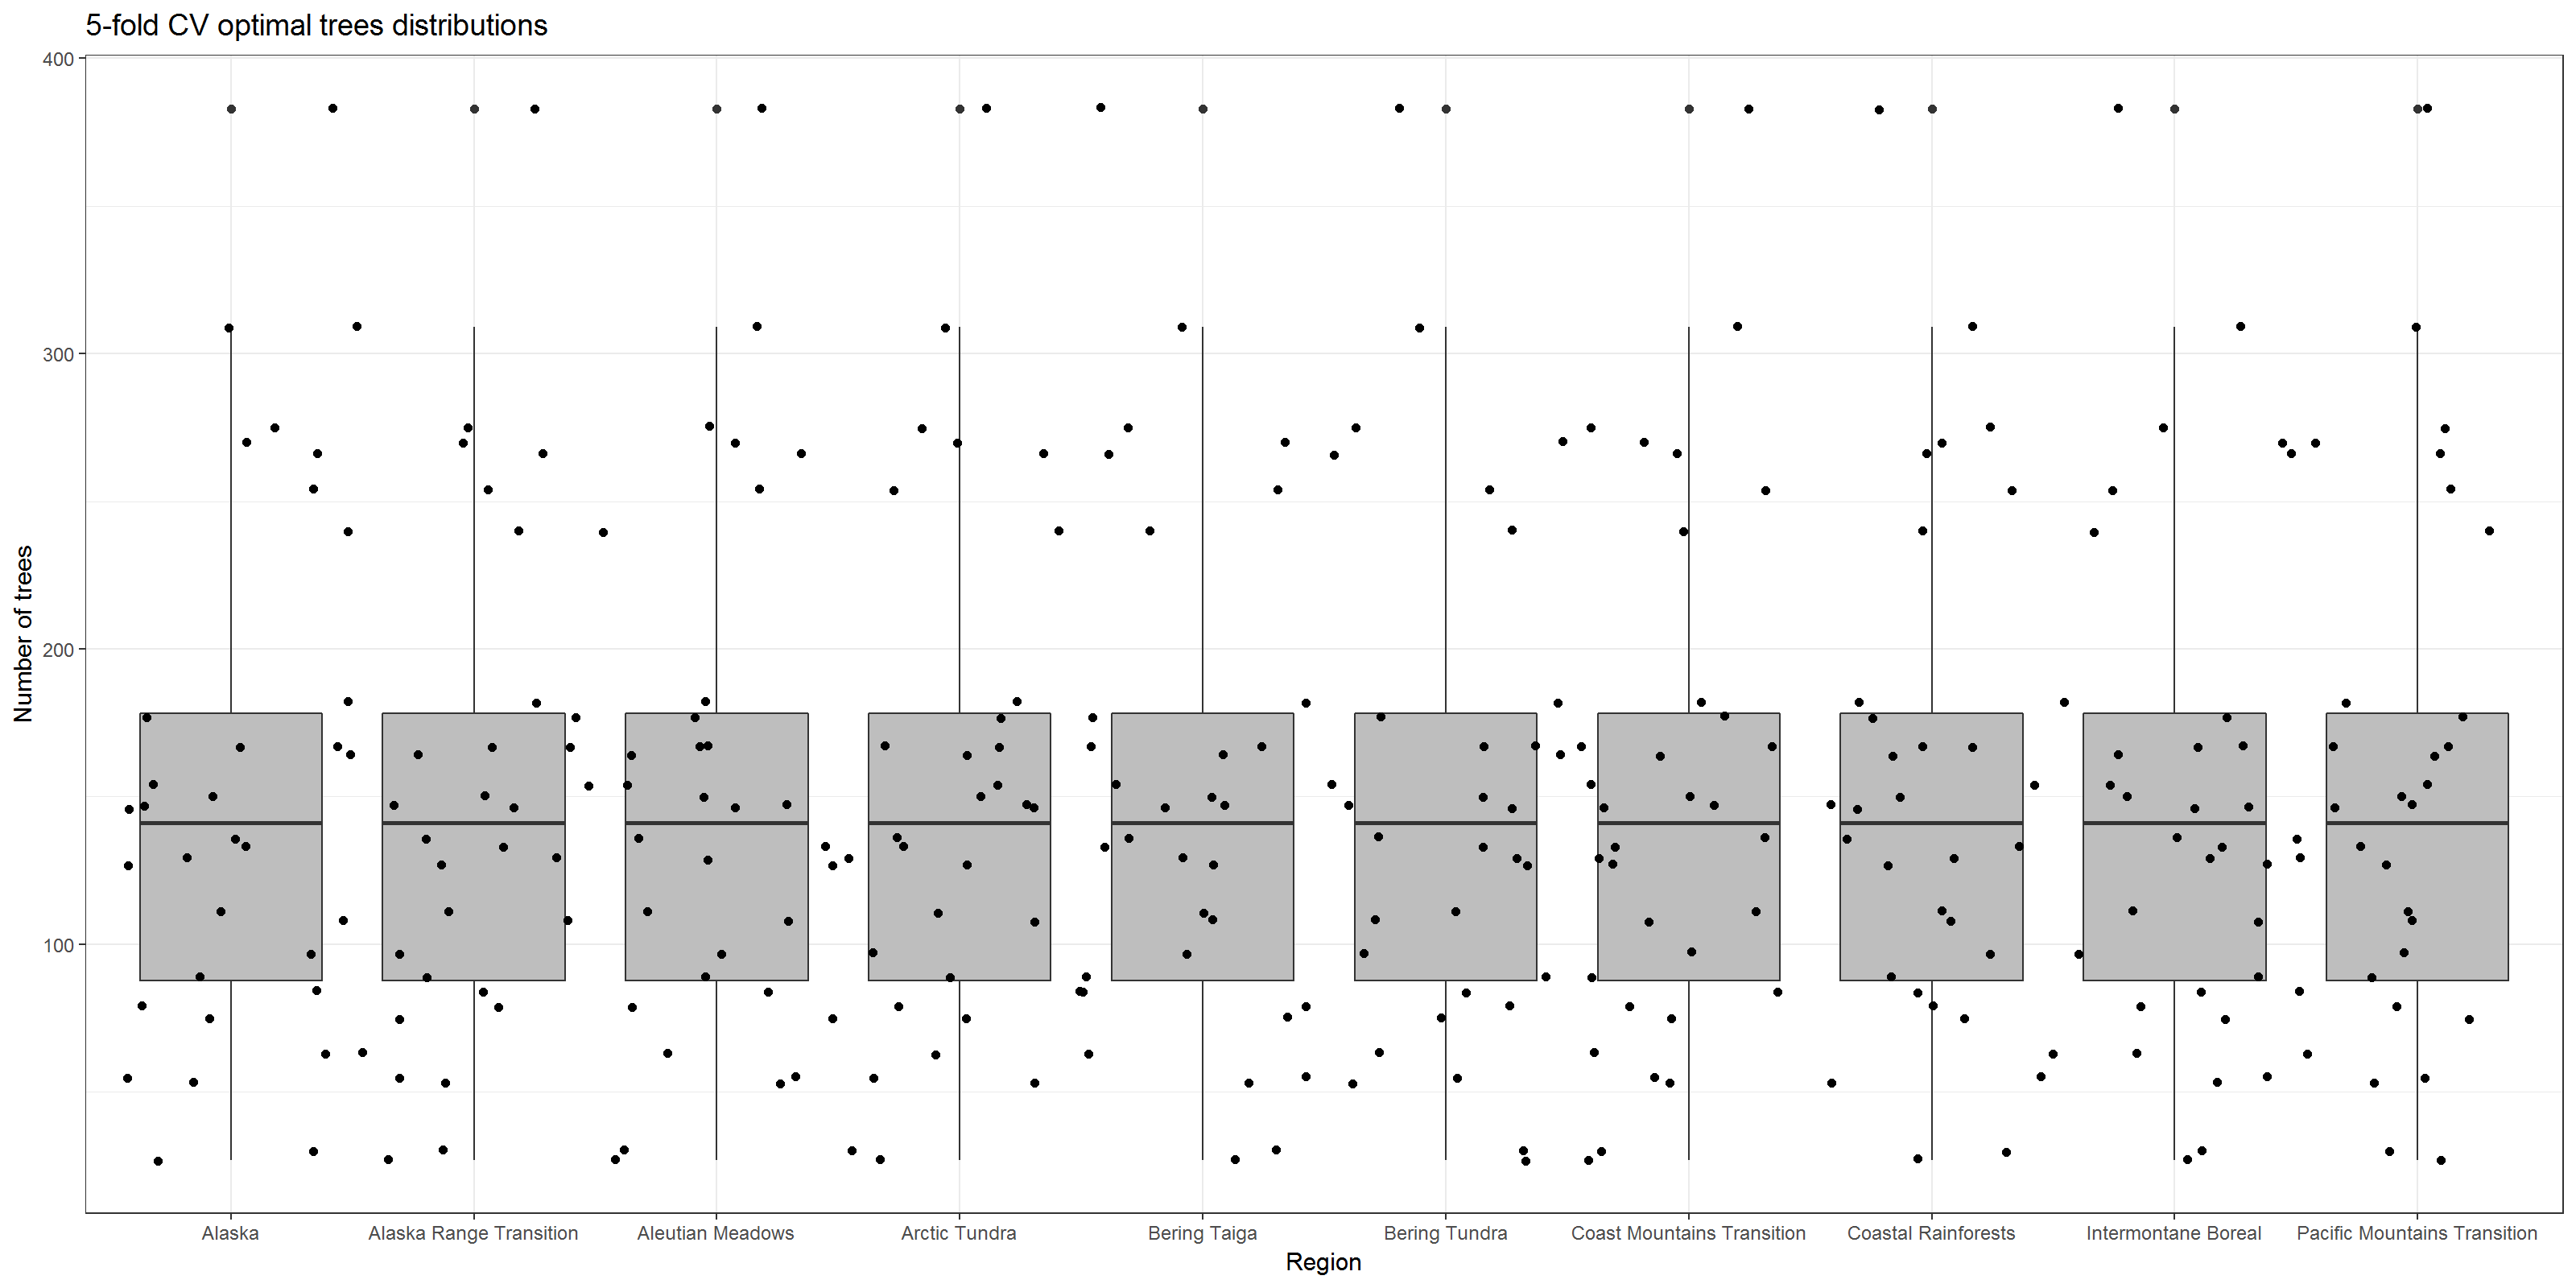 5-fold CV optimal trees distributions
400
300
200
100
Number of trees
Alaska
Alaska Range Transition
Aleutian Meadows
Arctic Tundra
Bering Taiga
Bering Tundra
Coast Mountains Transition
Coastal Rainforests
Intermontane Boreal
Pacific Mountains Transition
Region